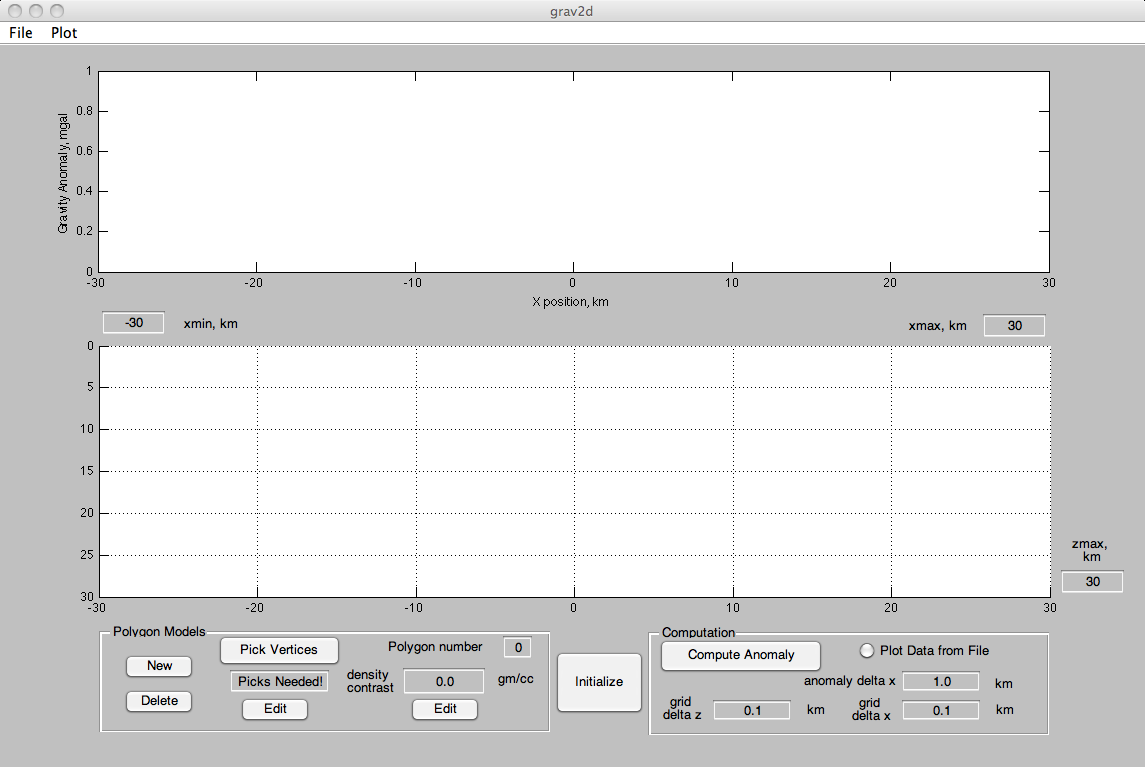 grav2d
File Plot
1
0.8
0.6
0.4
0.2
0
Gravity Anomaly, mgal
-30 -20 -10 0 10 20 30
X position, km
-30 xmin, km xmax, km 30
0
5
10
15
20
25
30
-30 -20 -10 0 10 20 30
zmax,
km
30
Polygon Models
New
Delete
Pick Vertices
Picks Needed!
Edit
Polygon number 0
density
contrast
0.0 gm/cc
Edit
Initialize
Computation
Compute Anomaly
Plot Data from File
anomaly delta x 1.0 km
grid
delta z
0.1 km
grid
delta x
0.1 km